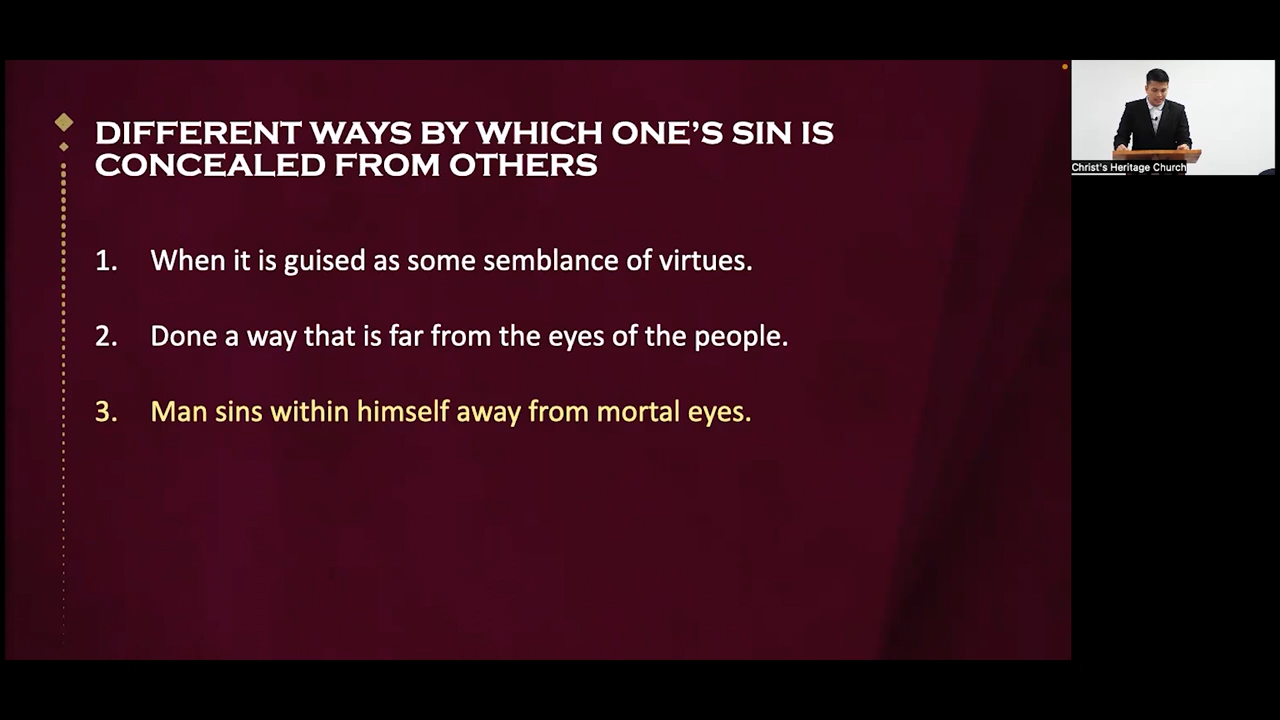 DIFFERENT WAYS BY WHICH ONE'S SIN IS
CONCEALED FROM OTHERS
1. When it is guised as some semblance of virtues.
2. Done a way that is far from the eyes of the people.
3. Man sins within himself away from mortal eyes.
Christ's Heritage Church